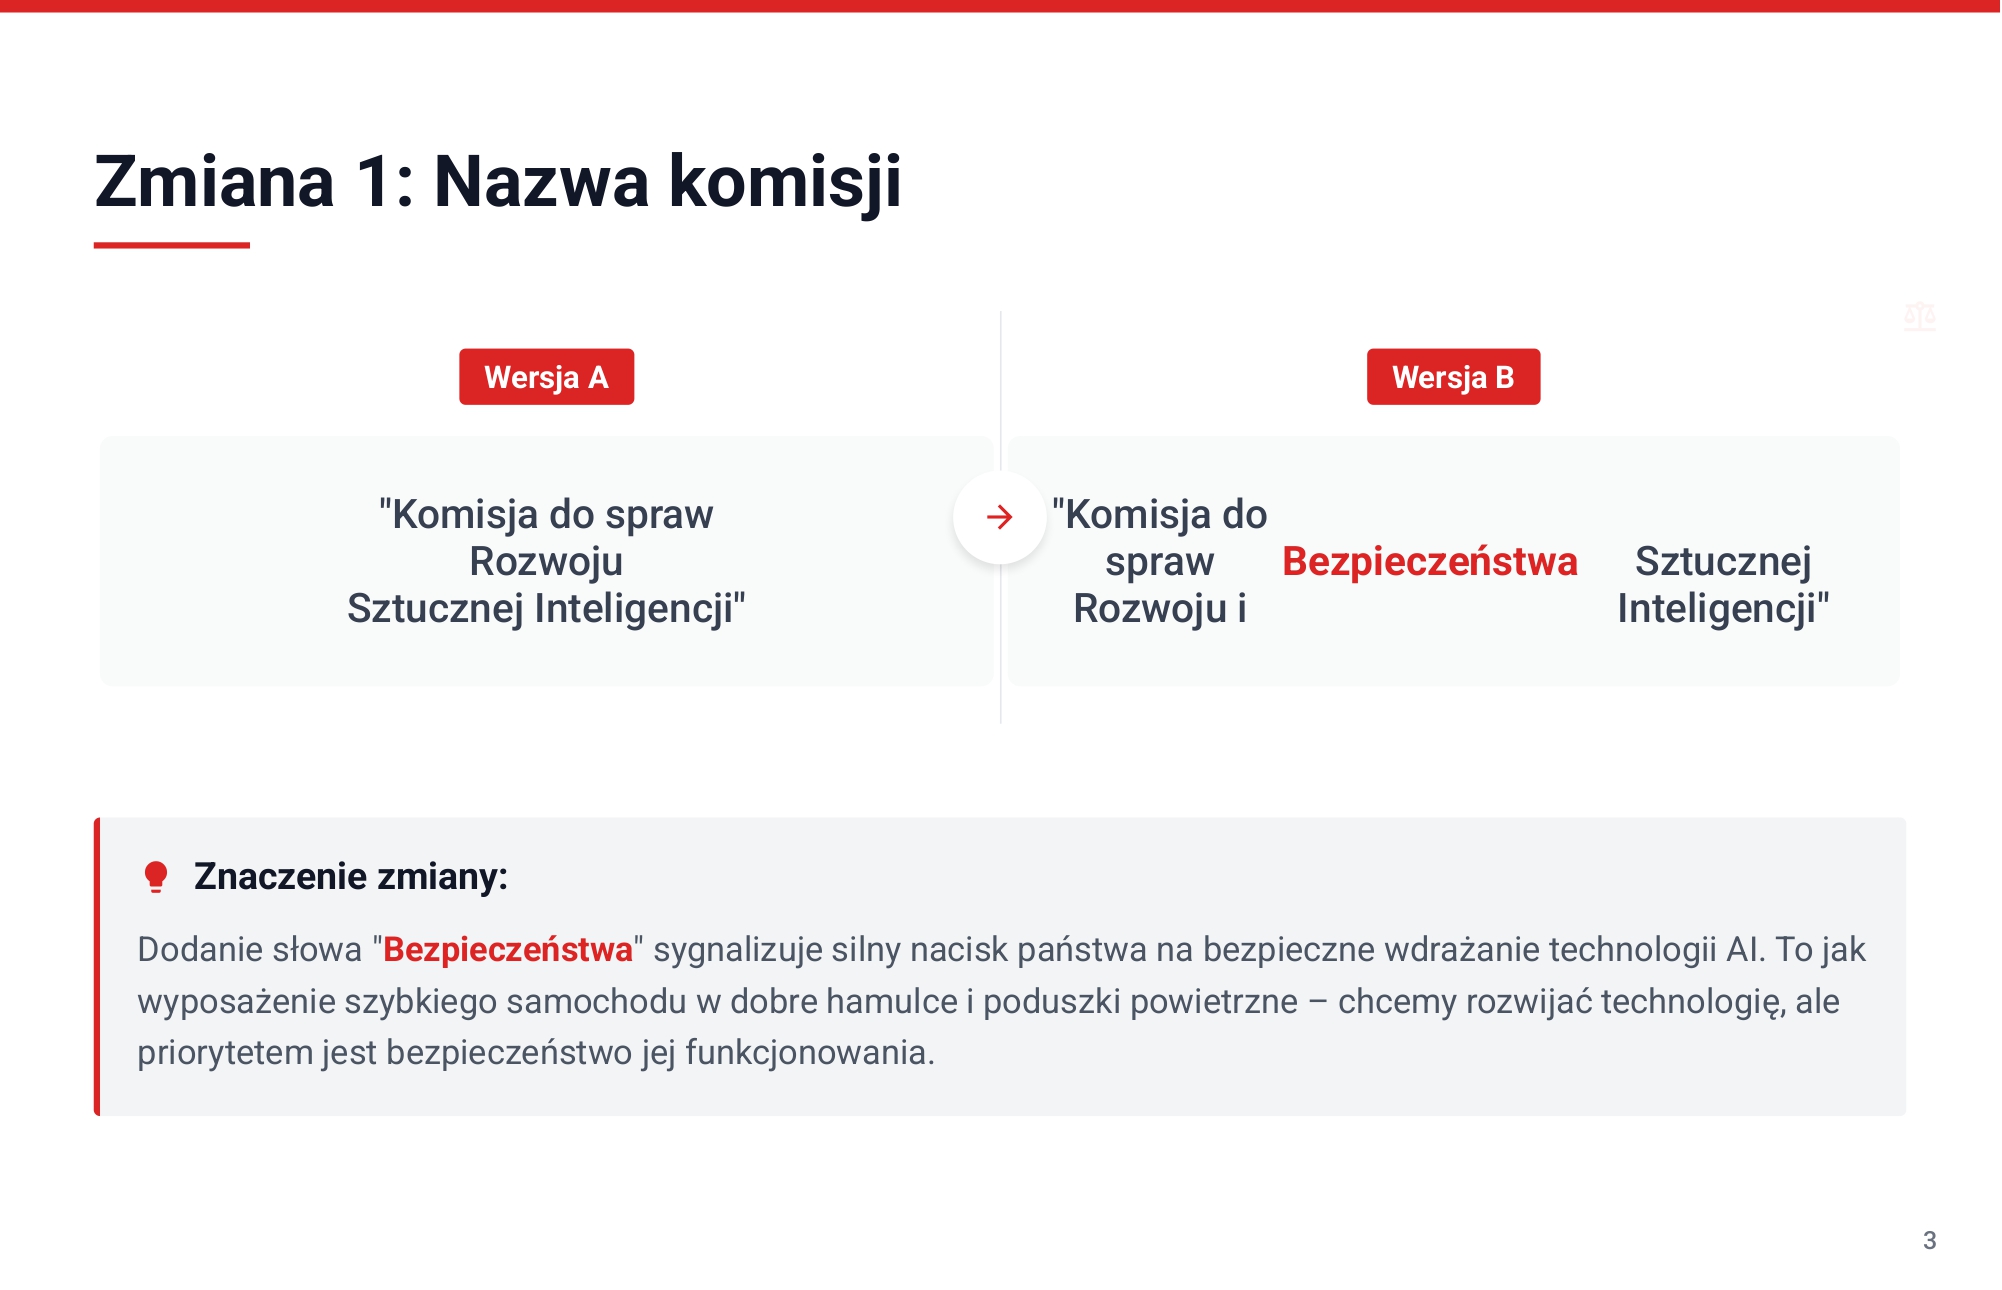 Zmiana 1: Nazwa komisji
Wersja A
"Komisja do spraw
Rozwoju
Sztucznej Inteligencji"
Wersja B
"Komisja do
spraw
Rozwoju i
Bezpieczeństwa
Sztucznej
Inteligencji"
Znaczenie zmiany:
Dodanie słowa "Bezpieczeństwa" sygnalizuje silny nacisk państwa na bezpieczne wdrażanie technologii AI. To jak
wyposażenie szybkiego samochodu w dobre hamulce i poduszki powietrzne – chcemy rozwijać technologię, ale
priorytetem jest bezpieczeństwo jej funkcjonowania.
3